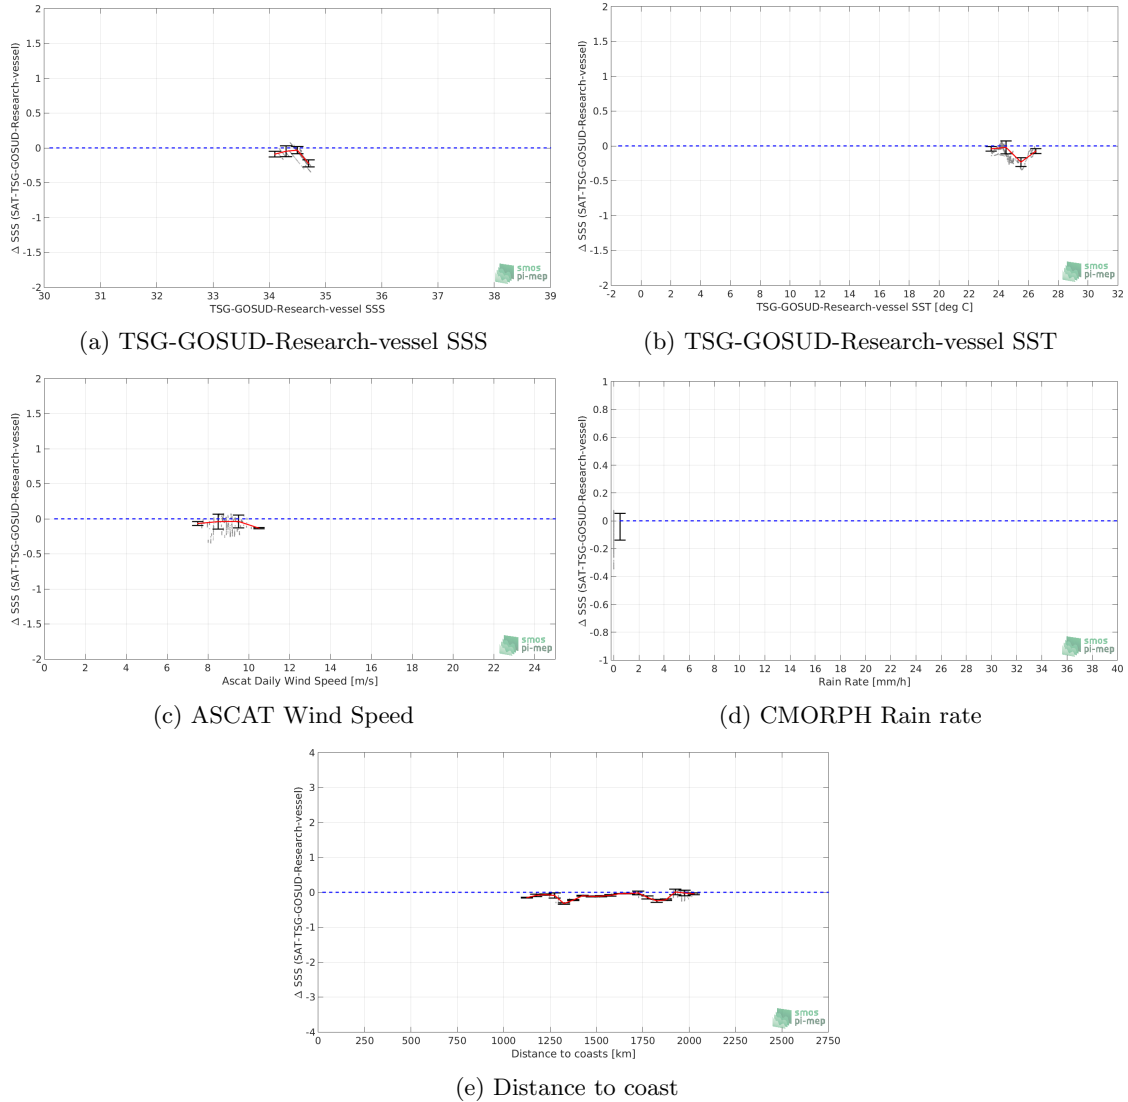 Δ SSS (SAT-TSG-GOSUD-Research-vessel)
2
1.5
1
0.5
0
-0.5
-1
-1.5
-2
30 31 32 33 34 35 36 37 38 39
TSG-GOSUD-Research-vessel SSS
smos
pi-mep
(a) TSG-GOSUD-Research-vessel SSS
Δ SSS (SAT-TSG-GOSUD-Research-vessel)
2
1.5
1
0.5
0
-0.5
-1
-1.5
-2
-2 0 2 4 6 8 10 12 14 16 18 20 22 24 26 28 30 32
TSG-GOSUD-Research-vessel SST [deg C]
smos
pi-mep
(b) TSG-GOSUD-Research-vessel SST
Δ SSS (SAT-TSG-GOSUD-Research-vessel)
2
1.5
1
0.5
0
-0.5
-1
-1.5
-2
0 2 4 6 8 10 12 14 16 18 20 22 24
Ascat Daily Wind Speed [m/s]
smos
pi-mep
(c) ASCAT Wind Speed
Δ SSS (SAT-TSG-GOSUD-Research-vessel)
1
0.8
0.6
0.4
0.2
0
-0.2
-0.4
-0.6
-0.8
-1
0 2 4 6 8 10 12 14 16 18 20 22 24 26 28 30 32 34 36 38 40
Rain Rate [mm/h]
smos
pi-mep
(d) CMORPH Rain rate
Δ SSS (SAT-TSG-GOSUD-Research-vessel)
4
3
2
1
0
-1
-2
-3
-4
0 250 500 750 1000 1250 1500 1750 2000 2250 2500 2750
Distance to coasts [km]
smos
pi-mep
(e) Distance to coast